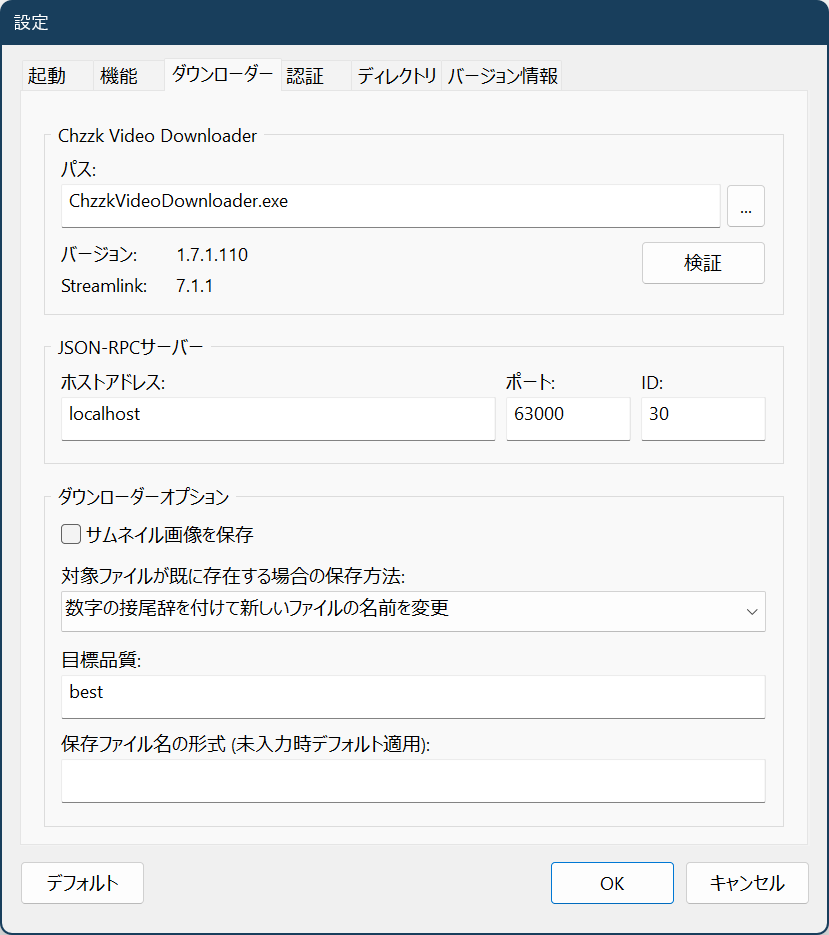 設定
起動 機能 ダウンローダー 認証 ディレクトリ バージョン情報
Chzzk Video Downloader
パス:
ChzzkVideoDownloader.exe ...
バージョン: 1.7.1.110
Streamlink: 7.1.1
検証
JSON-RPCサーバー
ホストアドレス: ポート: ID:
localhost 63000 30
ダウンローダーオプション
サムネイル画像を保存
対象ファイルが既に存在する場合の保存方法:
数字の接尾辞を付けて新しいファイルの名前を変更
目標品質:
best
保存ファイル名の形式 (未入力時デフォルト適用):
デフォルト OK キャンセル